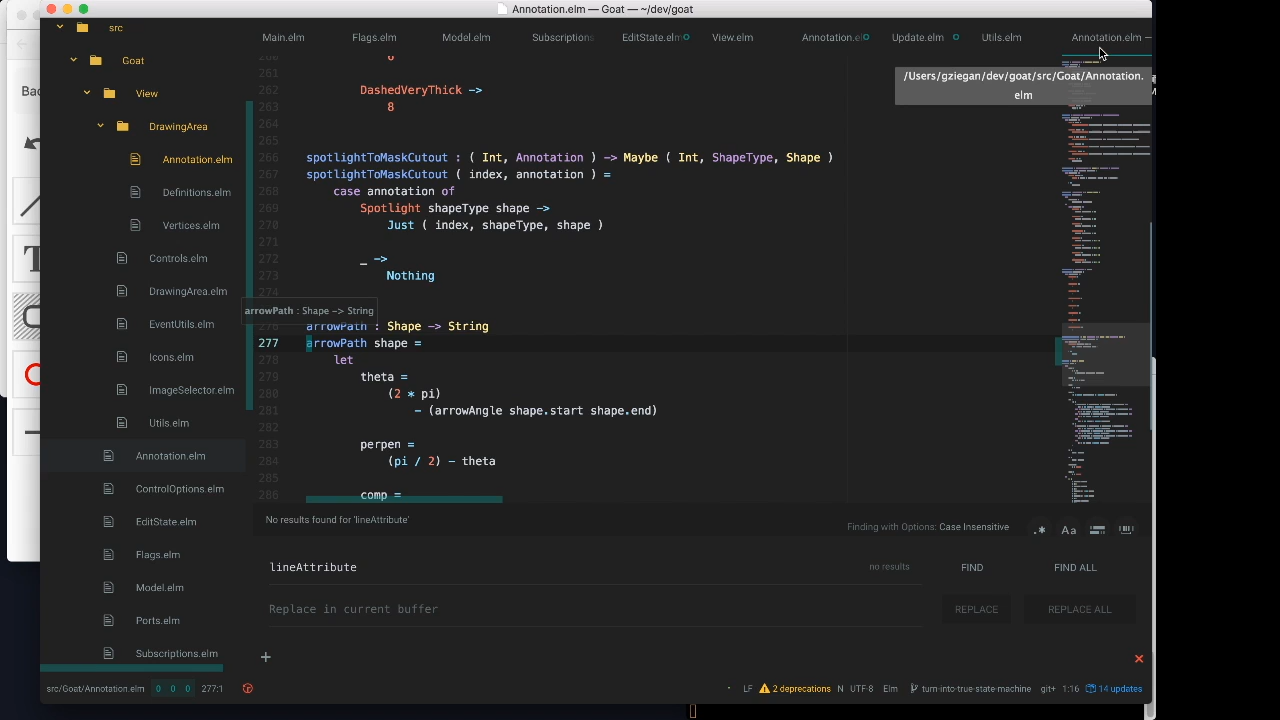 Annotation.elm — Goat — ~/dev/goat
src
Goat
View
DrawingArea
Annotation.elm
Definitions.elm
Vertices.elm
Controls.elm
DrawingArea.elm
EventUtils.elm
Icons.elm
ImageSelector.elm
Utils.elm
Annotation.elm
ControlOptions.elm
EditState.elm
Flags.elm
Model.elm
Ports.elm
Subscriptions.elm
Main.elm Flags.elm Model.elm Subscriptions EditState.elm View.elm Annotation.el Update.elm Utils.elm Annotation.elm —
/Users/gziegan/dev/goat/src/Goat/Annotation.
elm
261
262 DashedVeryThick ->
263 8
264
265
266 spotlightToMaskCutout : ( Int, Annotation ) -> Maybe ( Int, ShapeType, Shape )
267 spotlightToMaskCutout ( index, annotation ) =
268 case annotation of
269 Spotlight shapeType shape ->
270 Just ( index, shapeType, shape )
271
272 _ ->
273 Nothing
274
arrowPath : Shape -> String
276 arrowPath : Shape -> String
277 arrowPath shape =
278 let
279 theta =
280 (2 * pi)
281 - (arrowAngle shape.start shape.end)
282
283 perpen =
284 (pi / 2) - theta
285
286 comp =
No results found for 'lineAttribute'
Finding with Options: Case Insensitive
.* Aa
lineAttribute no results FIND FIND ALL
Replace in current buffer REPLACE REPLACE ALL
+
src/Goat/Annotation.elm 0 0 0 277:1
LF 2 deprecations N UTF-8 Elm turn-into-true-state-machine git+ 1:16 14 updates